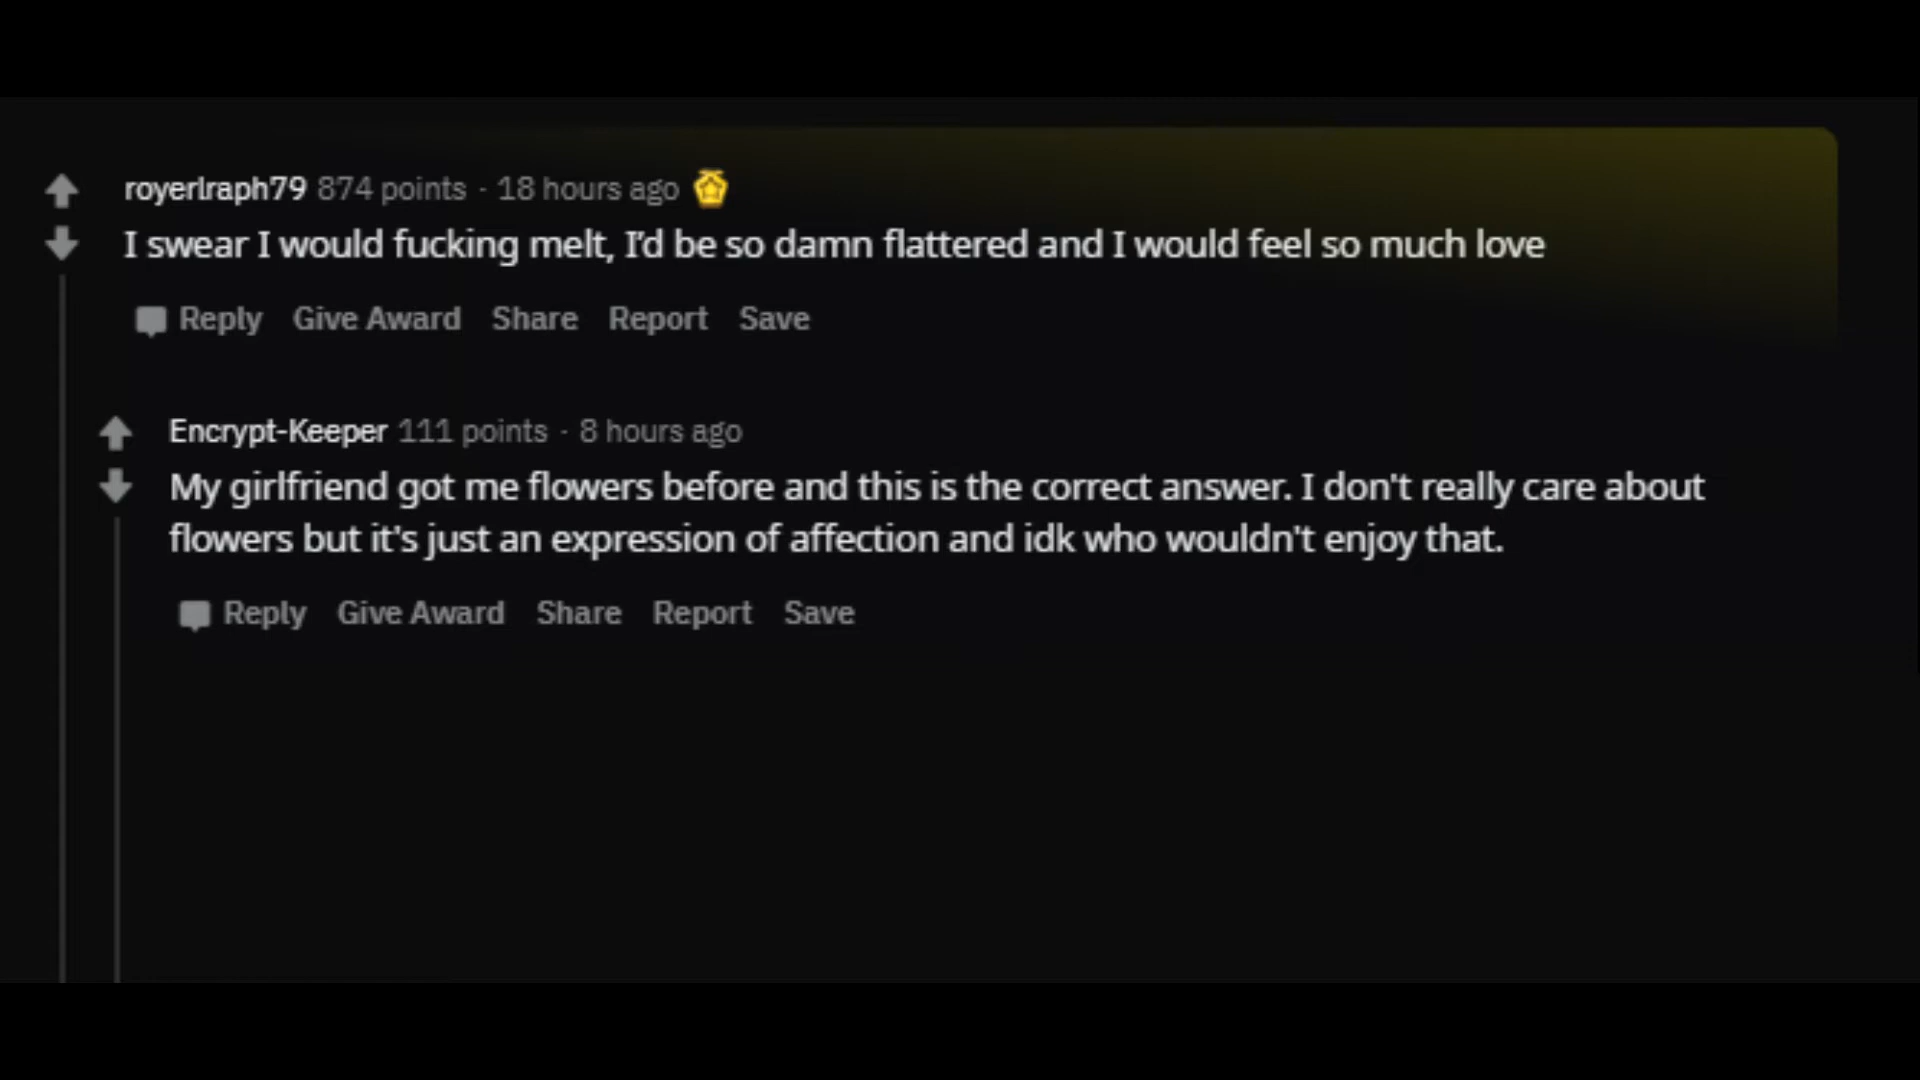 royerlraph79 874 points · 18 hours ago
I swear I would fucking melt, I'd be so damn flattered and I would feel so much love
Reply Give Award Share Report Save
Encrypt-Keeper 111 points · 8 hours ago
My girlfriend got me flowers before and this is the correct answer. I don't really care about
flowers but it's just an expression of affection and idk who wouldn't enjoy that.
Reply Give Award Share Report Save